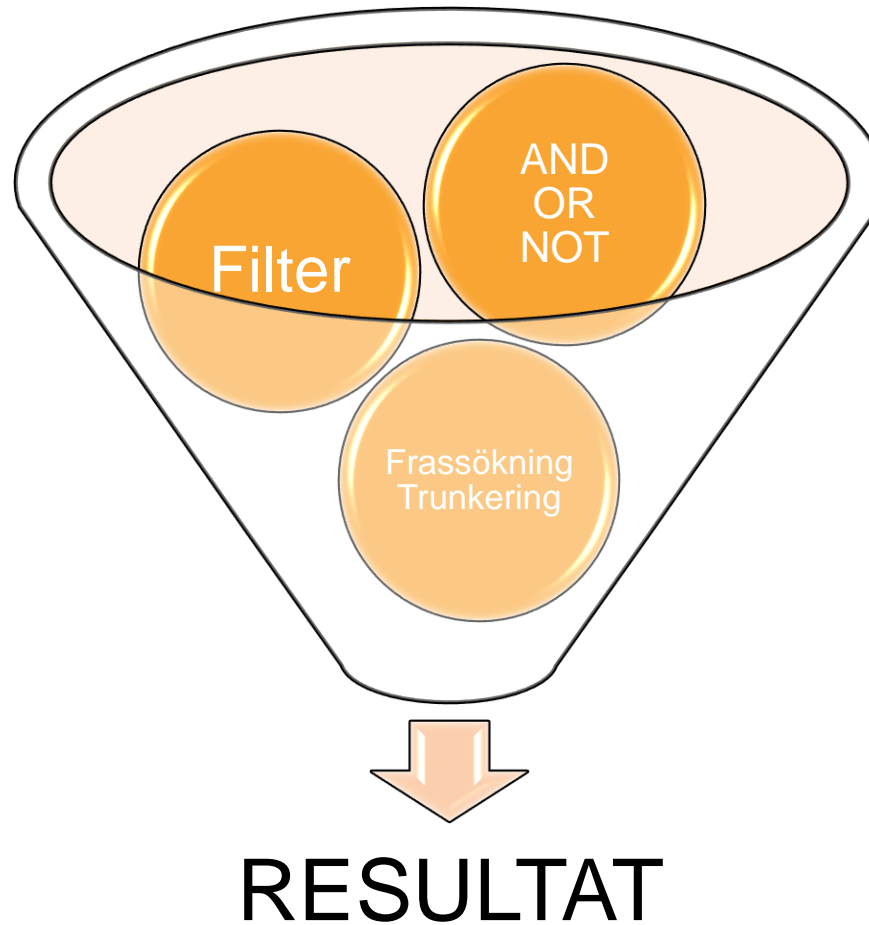 AND
OR
NOT
Filter
Frassökning
Trunkering
RESULTAT